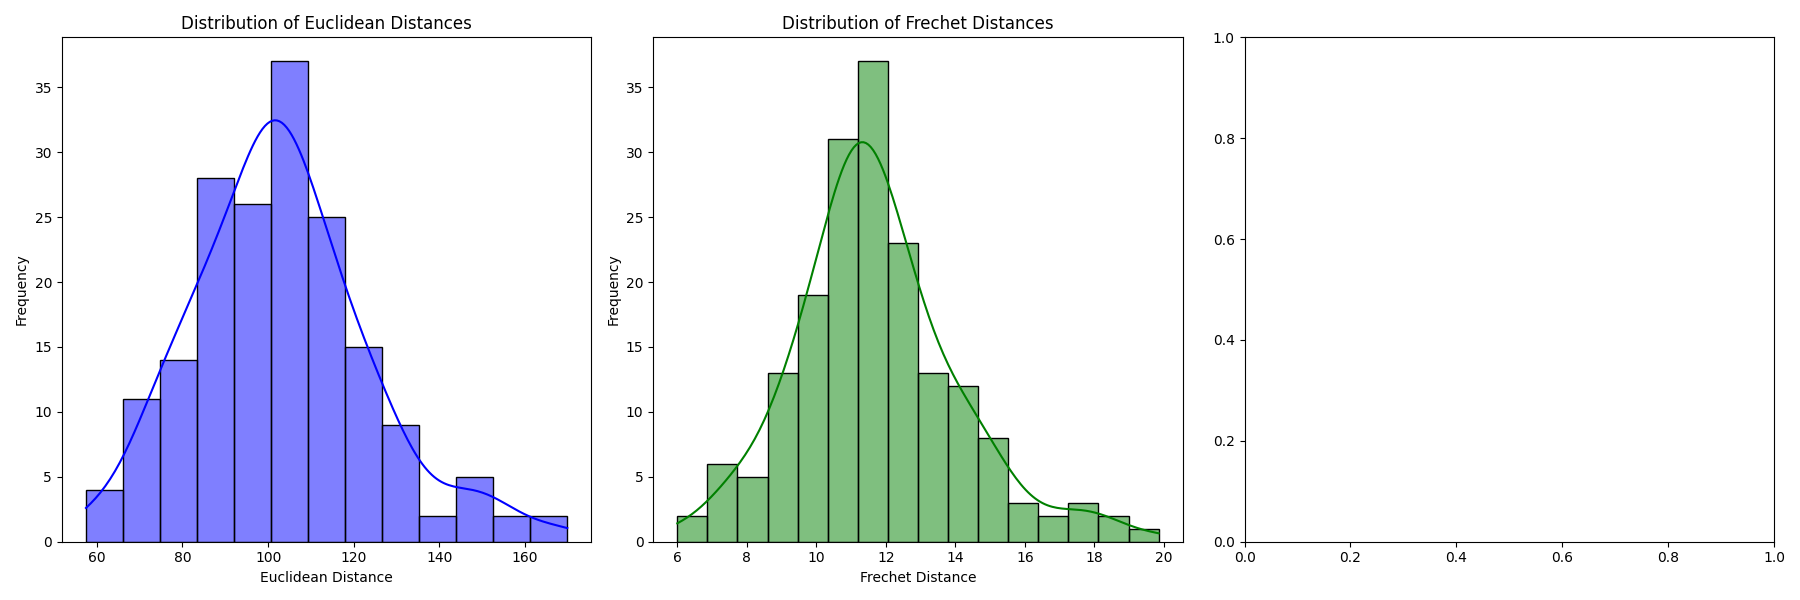 Distribution of Euclidean Distances
Frequency
35
30
25
20
15
10
5
0
60 80 100 120 140 160
Euclidean Distance
Distribution of Frechet Distances
Frequency
35
30
25
20
15
10
5
0
6 8 10 12 14 16 18 20
Frechet Distance
1.0
0.8
0.6
0.4
0.2
0.0
0.0 0.2 0.4 0.6 0.8 1.0